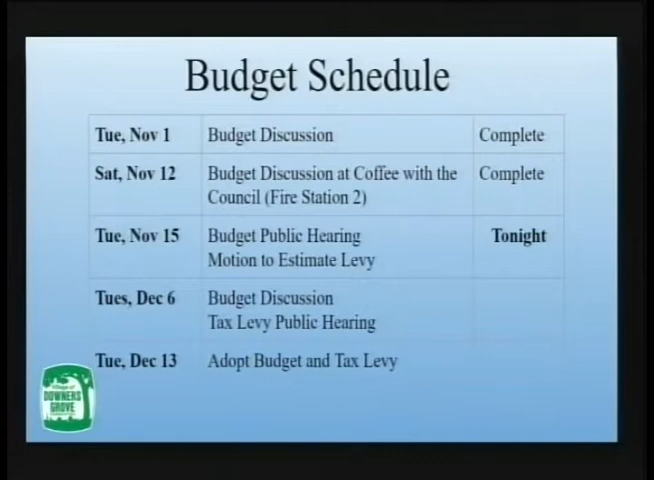 Budget Schedule
Tue, Nov 1 Budget Discussion Complete
Sat, Nov 12 Budget Discussion at Coffee with the Complete
Council (Fire Station 2)
Tue, Nov 15 Budget Public Hearing Tonight
Motion to Estimate Levy
Tues, Dec 6 Budget Discussion
Tax Levy Public Hearing
Tue, Dec 13 Adopt Budget and Tax Levy
Village of
DOWNERS
GROVE